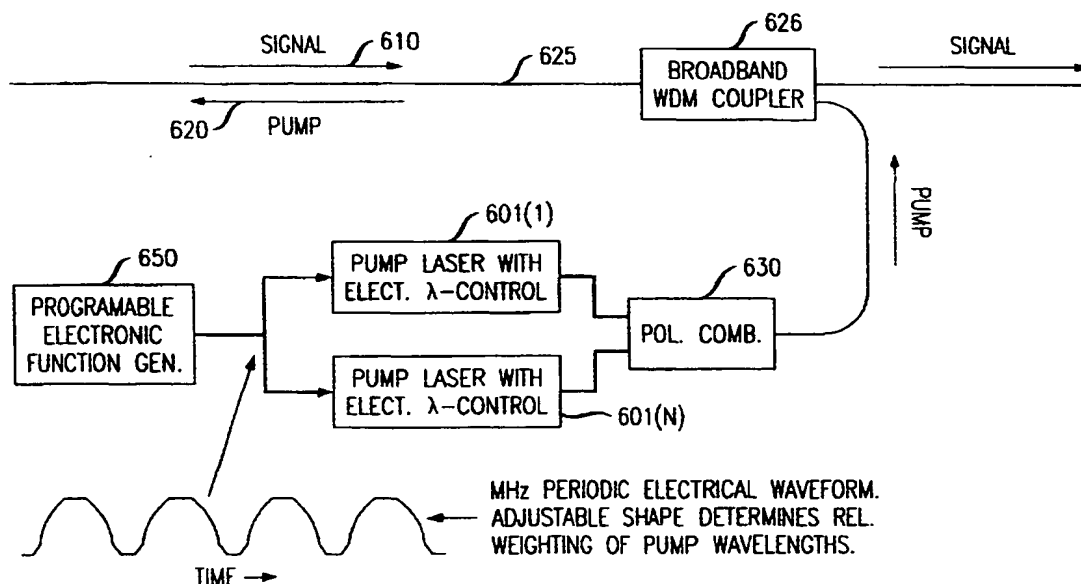 SIGNAL
610
625
626
BROADBAND
WDM COUPLER
SIGNAL
620
PUMP
PUMP
650
PROGRAMABLE
ELECTRONIC
FUNCTION GEN.
601(1)
PUMP LASER WITH
ELECT. λ-CONTROL
PUMP LASER WITH
ELECT. λ-CONTROL
601(N)
630
POL. COMB.
MHz PERIODIC ELECTRICAL WAVEFORM.
ADJUSTABLE SHAPE DETERMINES REL.
WEIGHTING OF PUMP WAVELENGTHS.
TIME